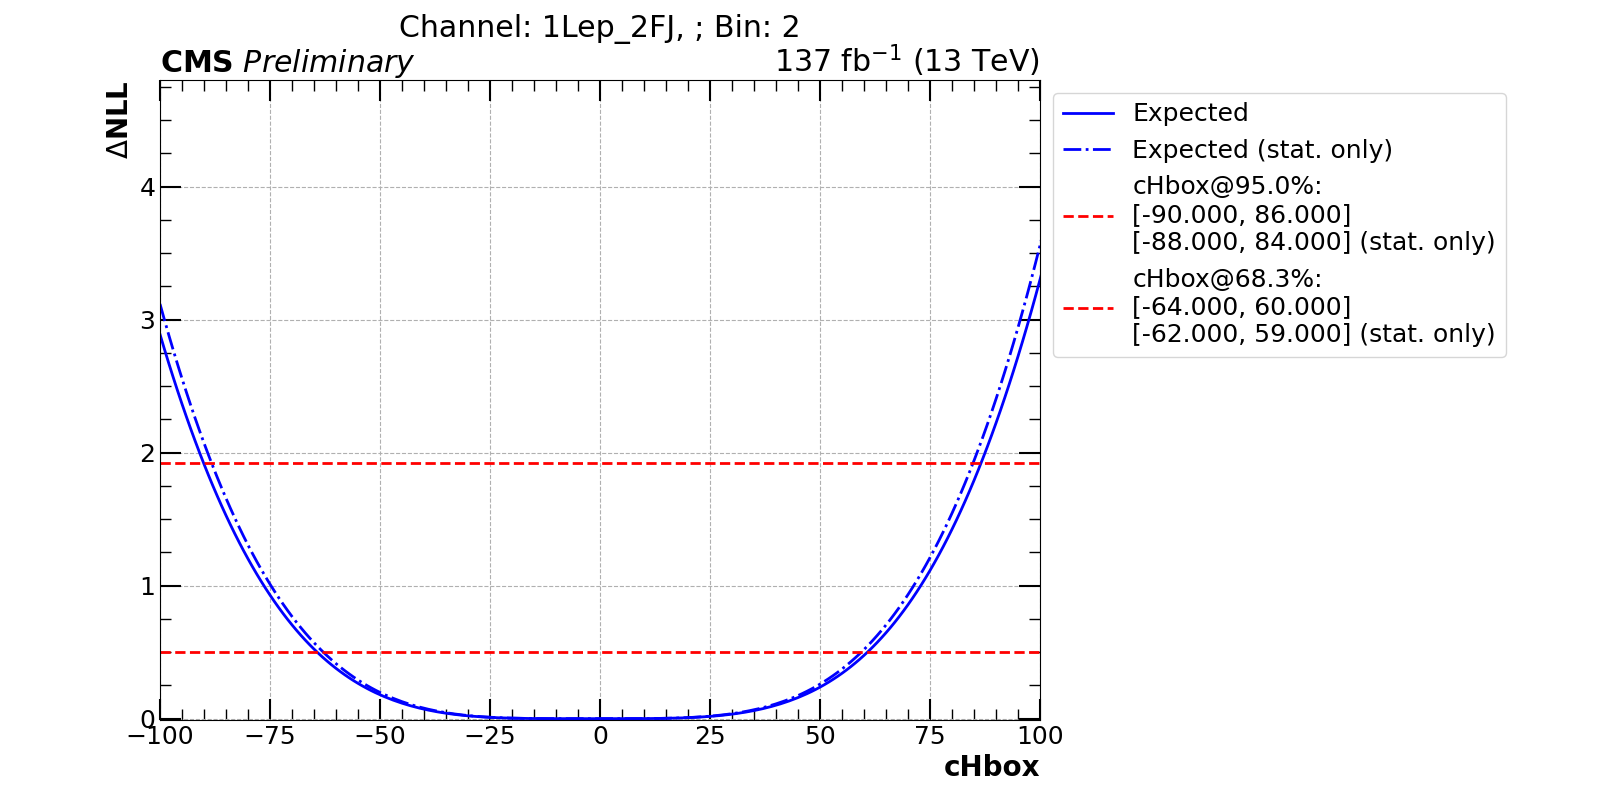 Channel: 1Lep_2FJ, ; Bin: 2
CMS Preliminary
137 fb⁻¹ (13 TeV)
ΔNLL
4
3
2
1
0
−100 −75 −50 −25 0 25 50 75 100
cHbox
Expected
Expected (stat. only)
cHbox@95.0%:
[-90.000, 86.000]
[-88.000, 84.000] (stat. only)
cHbox@68.3%:
[-64.000, 60.000]
[-62.000, 59.000] (stat. only)